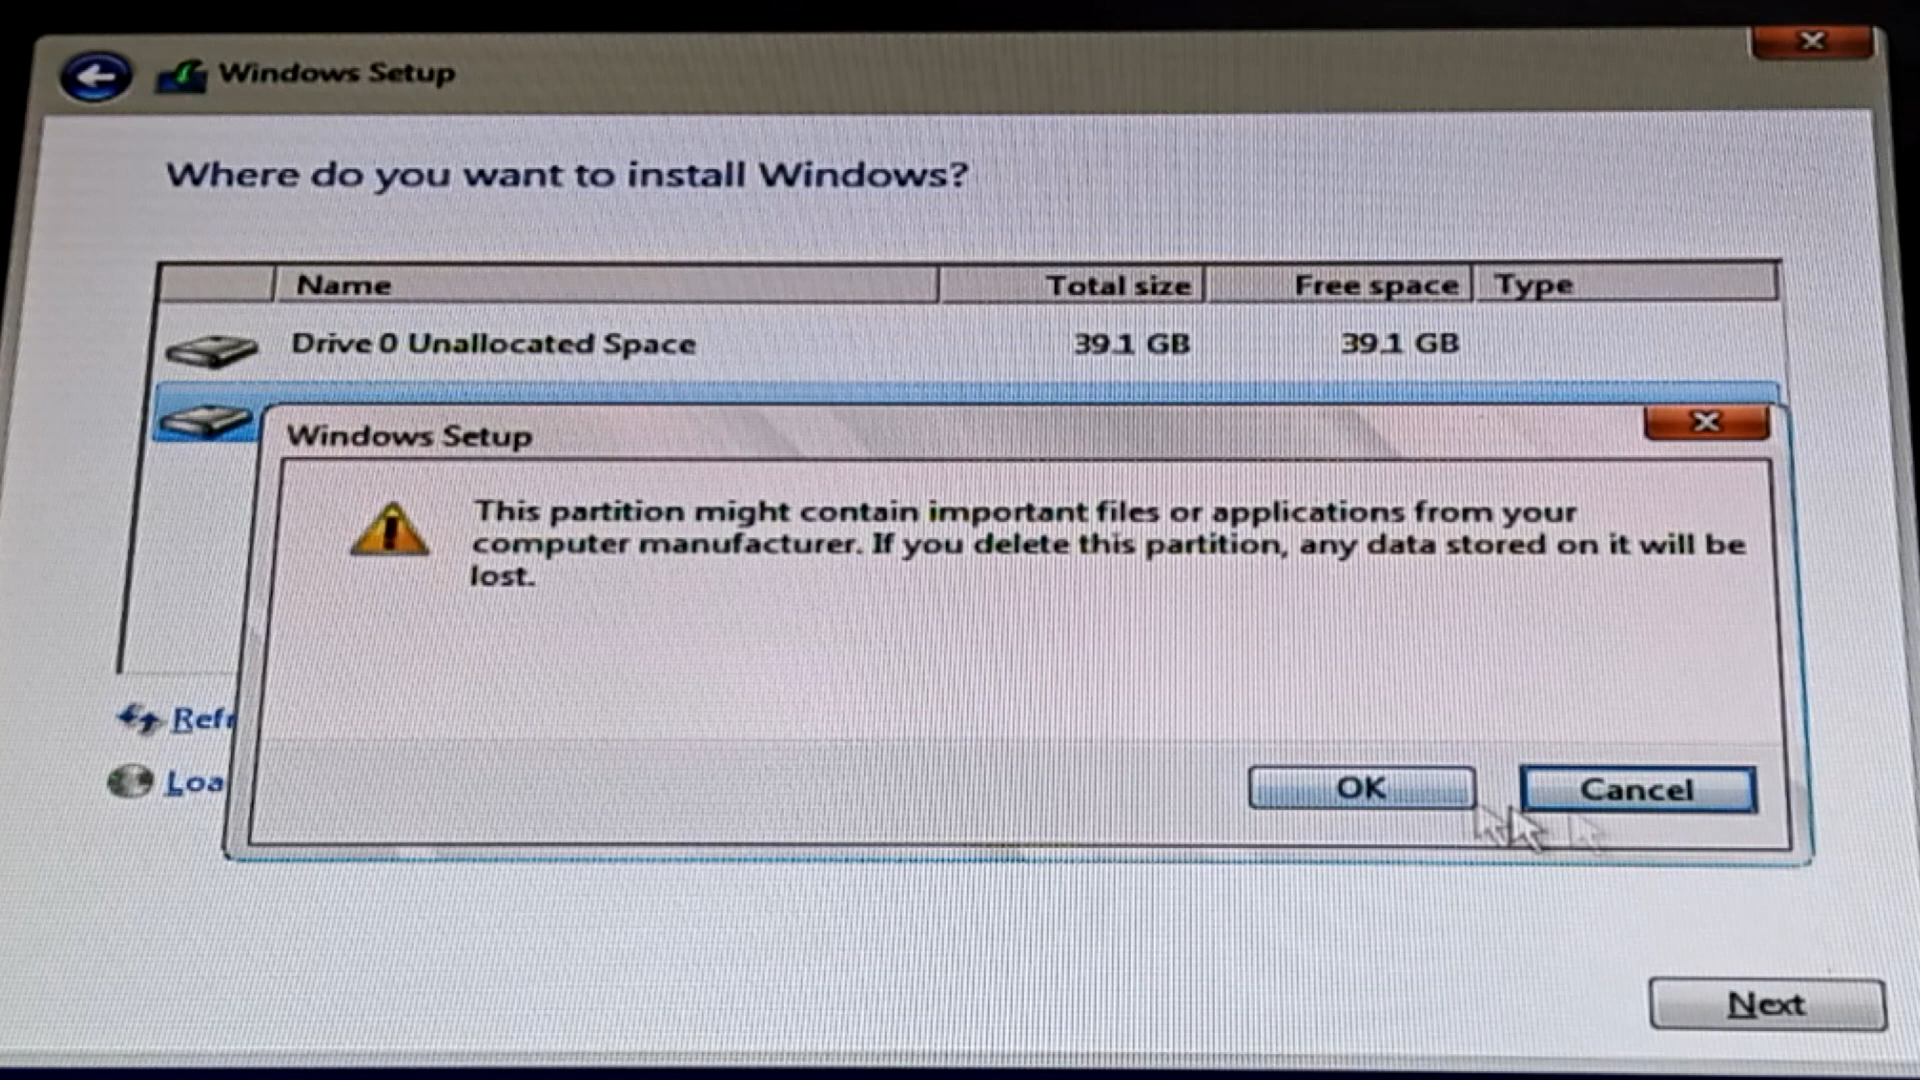 Windows Setup
Where do you want to install Windows?
Name Total size Free space Type
Drive 0 Unallocated Space 39.1 GB 39.1 GB
Windows Setup
This partition might contain important files or applications from your
computer manufacturer. If you delete this partition, any data stored on it will be
lost.
Refr
Loa
OK Cancel
Next